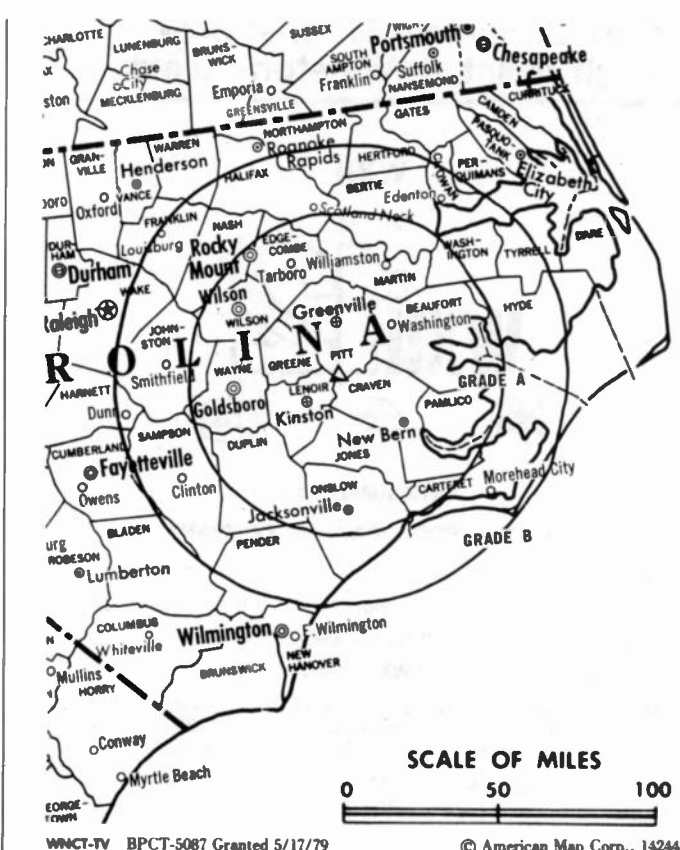 CHARLOTTE
LUNENBURG
BRUNS-
WICK
SUSSEX
Portsmouth
Chesapeake
Chase
City
SOUTH
AMPTON
Suffolk
Emporia
Franklin
NANSEMOND
ston
MECKLENBURG
GREENSVILLE
CURRITUCK
CAMDEN
GATES
NORTHAMPTON
PASQUO-
TANK
WARREN
GRAN-
VILLE
Henderson
Roanoke
Rapids
HERTFORD
CHOWAN
PER-
QUIMANS
Elizabeth
City
HALIFAX
BERTIE
VANCE
Edenton
Oxford
Scotland Neck
FRANKLIN
NASH
DARE
Louisburg
Rocky
Mount
EDGE-
COMBE
WASH-
INGTON
TYRRELL
DUR-
HAM
Durham
Tarboro
Williamston
MARTIN
WAKE
Wilson
HYDE
BEAUFORT
Raleigh
Greenville
WILSON
Washington
JOHN-
STON
R O L I N A
PITT
Smithfield
WAYNE
GREENE
GRADE A
HARNETT
LENOIR
CRAVEN
Dunn
Goldsboro
Kinston
PAMLICO
SAMPSON
New Bern
CUMBERLAND
DUPLIN
JONES
Fayetteville
Morehead City
Owens
Clinton
ONSLOW
CARTERET
Jacksonville
BLADEN
PENDER
GRADE B
urg
ROBESON
Lumberton
COLUMBUS
Whiteville
Wilmington
E. Wilmington
NEW
HANOVER
BRUNSWICK
Mullins
HORRY
Conway
Myrtle Beach
GEORGE-
TOWN
SCALE OF MILES
0 50 100
WNCT-TV BPCT-5087 Granted 5/17/79
© American Map Corp., 14244